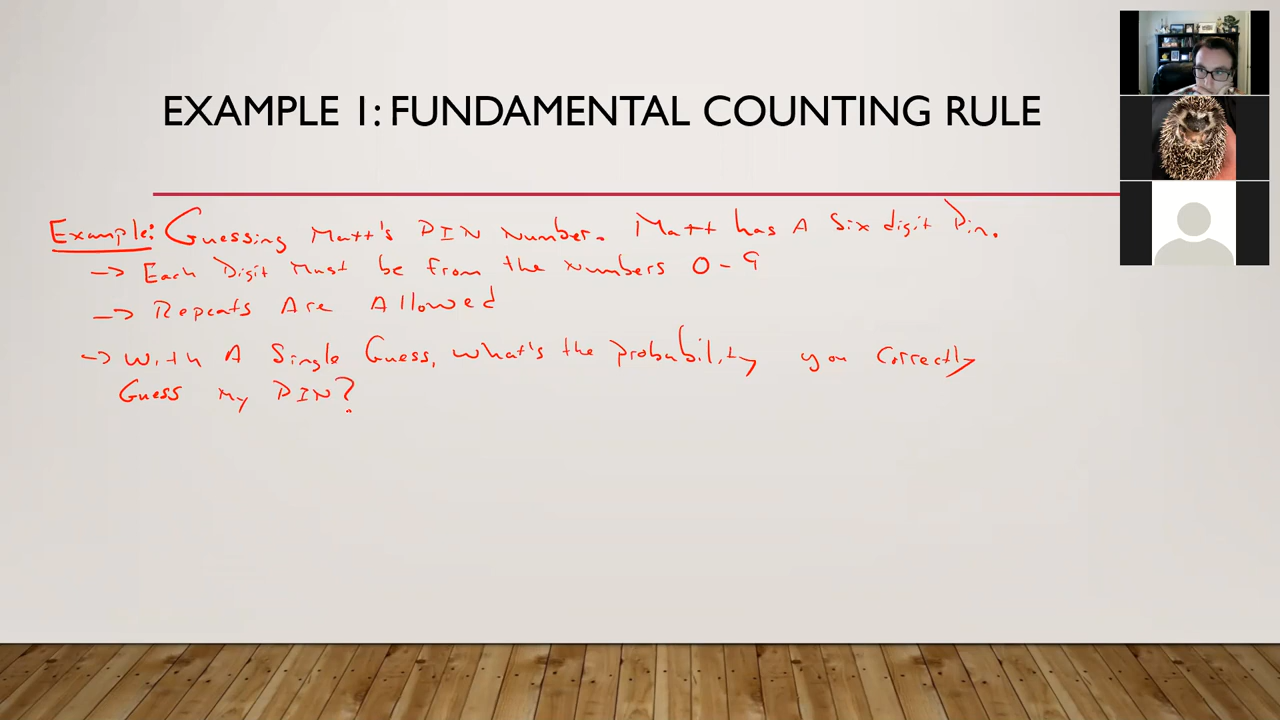 EXAMPLE 1: FUNDAMENTAL COUNTING RULE
Example: Guessing Matt's PIN Number. Matt has A Six digit Pin.
→ Each Digit Must be from the Numbers 0-9
→ Repeats Are Allowed
→ With A Single Guess, what's the probability you correctly
Guess my PIN?